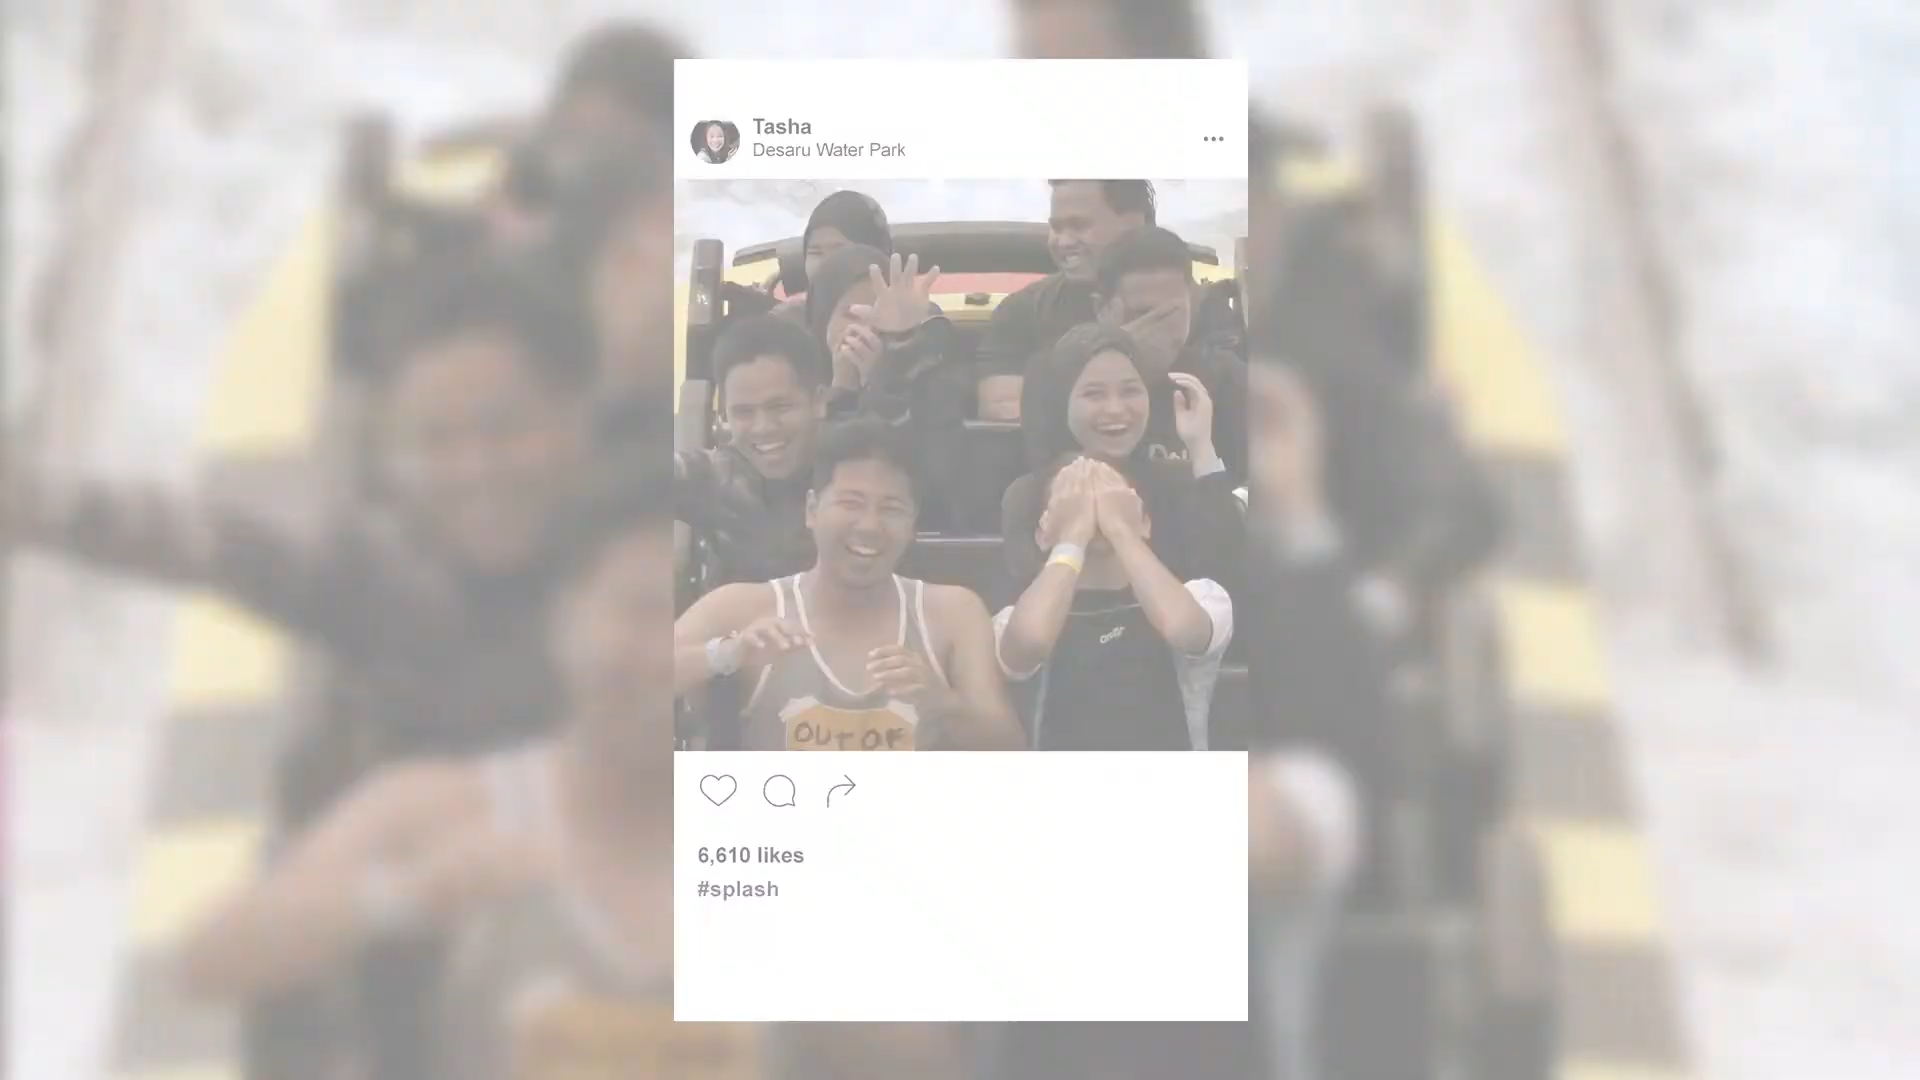 Tasha
Desaru Water Park
OUT OF
6,610 likes
#splash